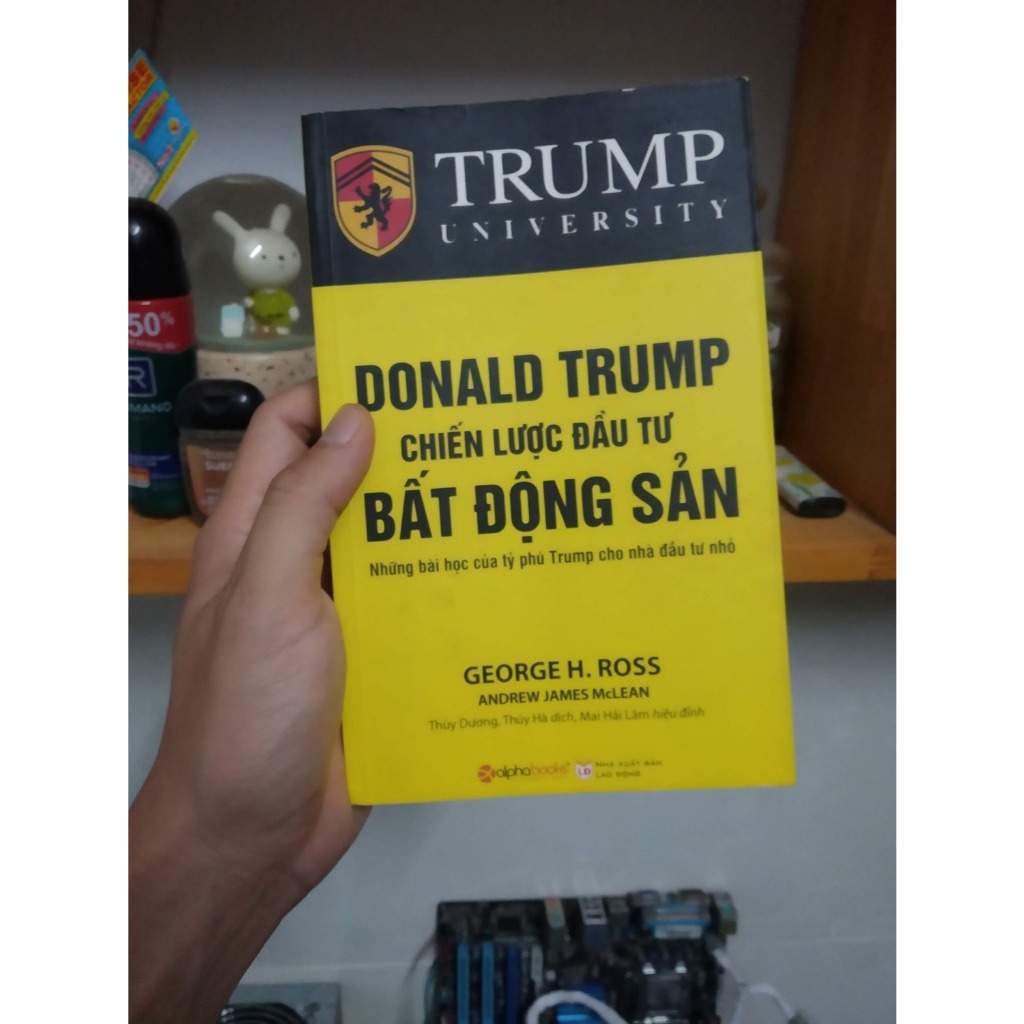 TRUMP
UNIVERSITY
DONALD TRUMP
CHIẾN LƯỢC ĐẦU TƯ
BẤT ĐỘNG SẢN
Những bài học của tỷ phú Trump cho nhà đầu tư nhỏ
GEORGE H. ROSS
ANDREW JAMES McLEAN
Thùy Dương, Thúy Hà dịch, Mai Hải Lâm hiệu đính
alphabooks
LD
NHÀ XUẤT BẢN
LAO ĐỘNG
50%